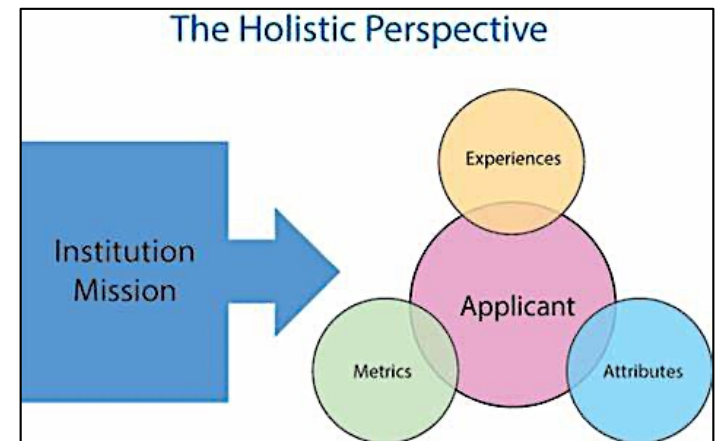 The Holistic Perspective
Experiences
Institution
Mission
Applicant
Metrics
Attributes